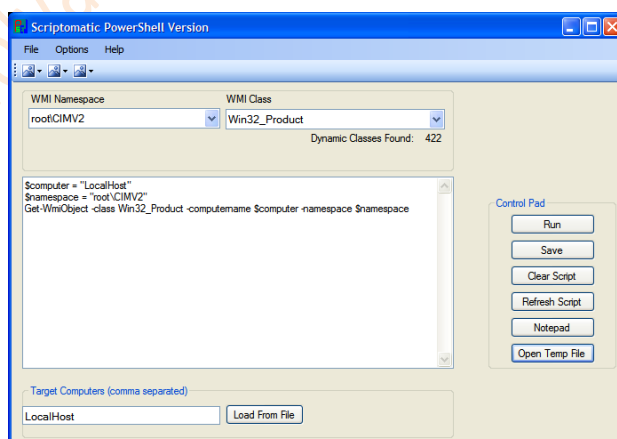 Scriptomatic PowerShell Version
File Options Help
WMI Namespace WMI Class
root\CIMV2 Win32_Product
Dynamic Classes Found: 422
$computer = "LocalHost"
$namespace = "root\CIMV2"
Get-WmiObject -class Win32_Product -computername $computer -namespace $namespace
Control Pad
Run
Save
Clear Script
Refresh Script
Notepad
Open Temp File
Target Computers (comma separated)
LocalHost Load From File